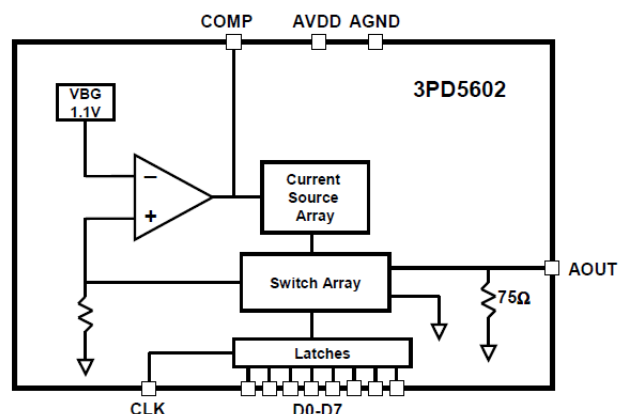 COMP AVDD AGND
3PD5602
VBG
1.1V
−
+
Current
Source
Array
Switch Array
AOUT
75Ω
Latches
CLK D0-D7